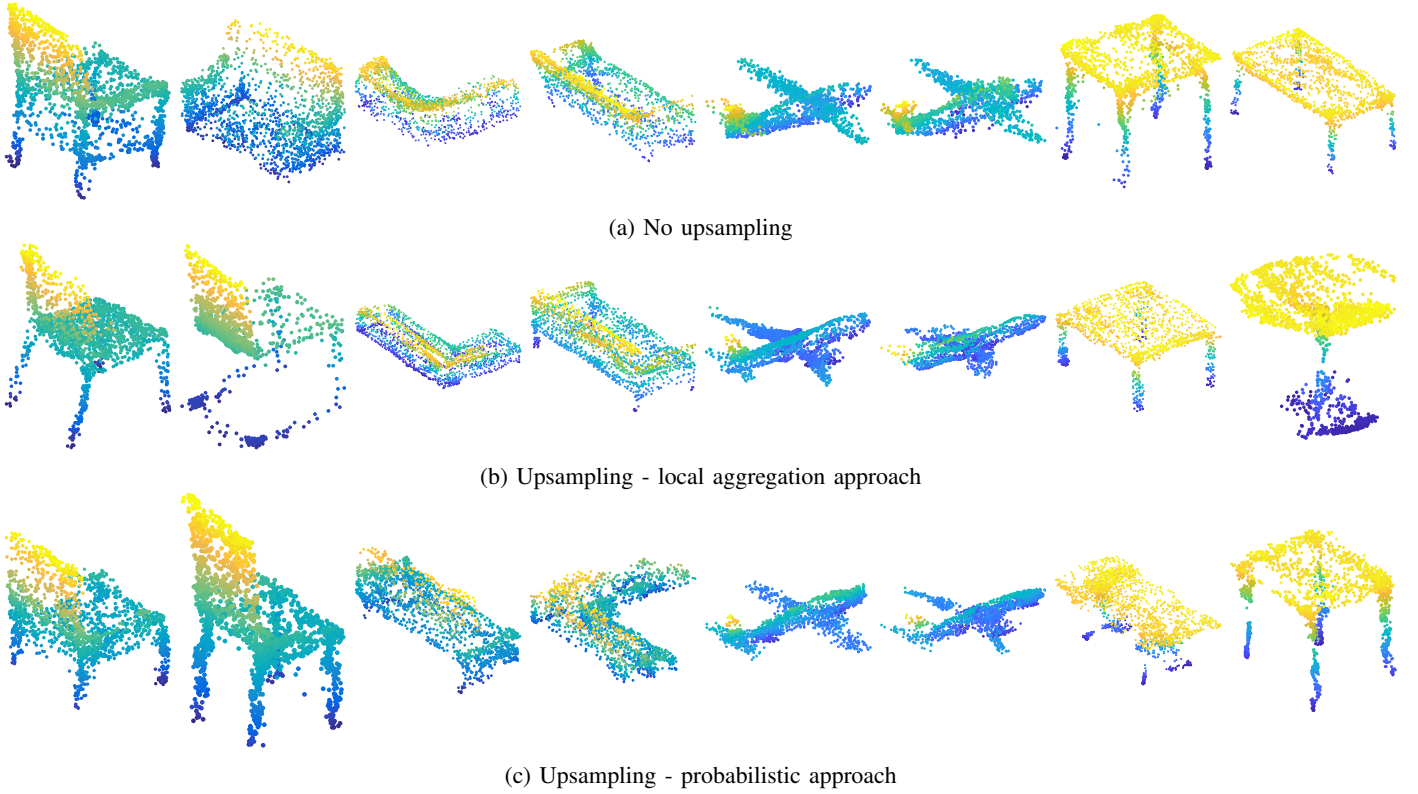 (a) No upsampling
(b) Upsampling - local aggregation approach
(c) Upsampling - probabilistic approach